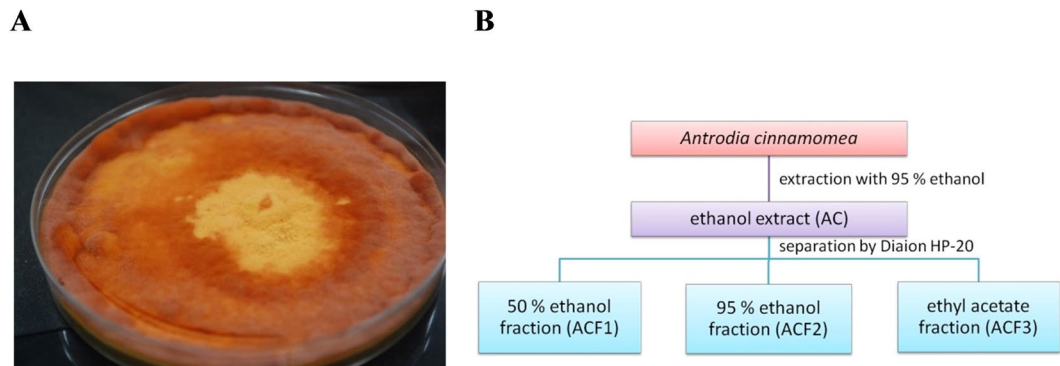 A
B
Antrodia cinnamomea
extraction with 95 % ethanol
ethanol extract (AC)
separation by Diaion HP-20
50 % ethanol
fraction (ACF1)
95 % ethanol
fraction (ACF2)
ethyl acetate
fraction (ACF3)